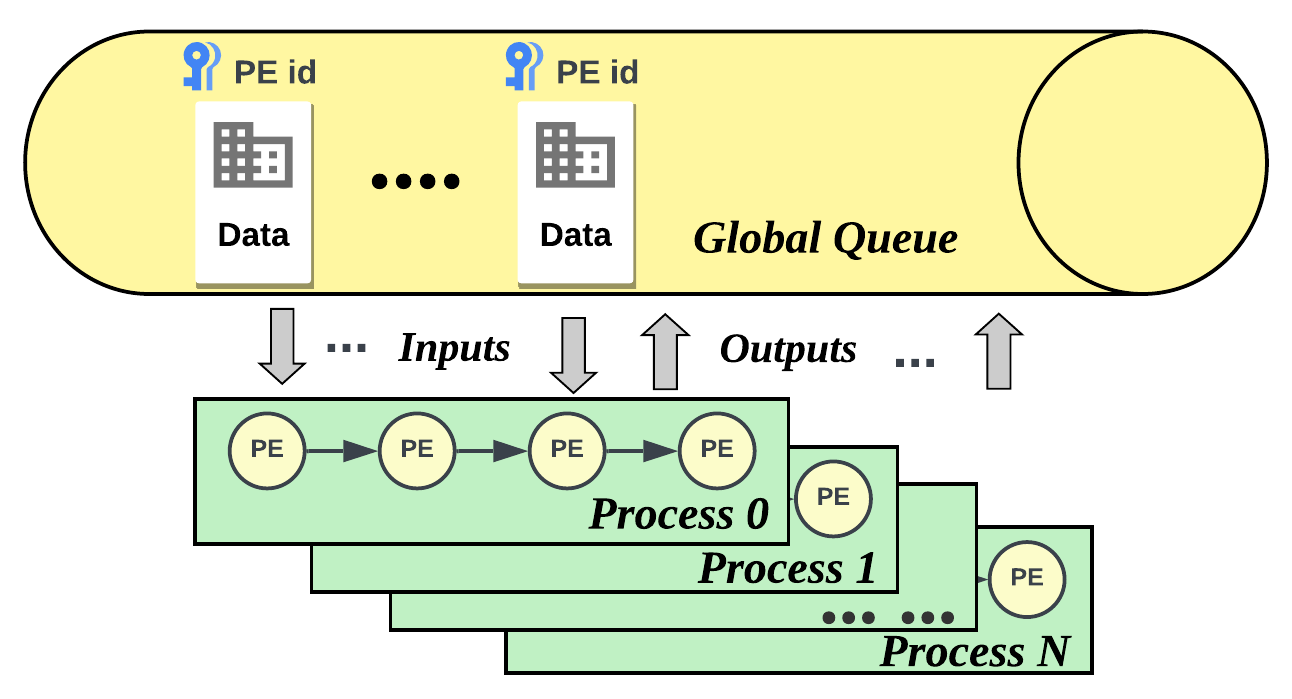 PE id PE id
Data Data
Global Queue
... Inputs Outputs ...
PE PE PE PE
PE
Process 0
Process 1
PE
Process N